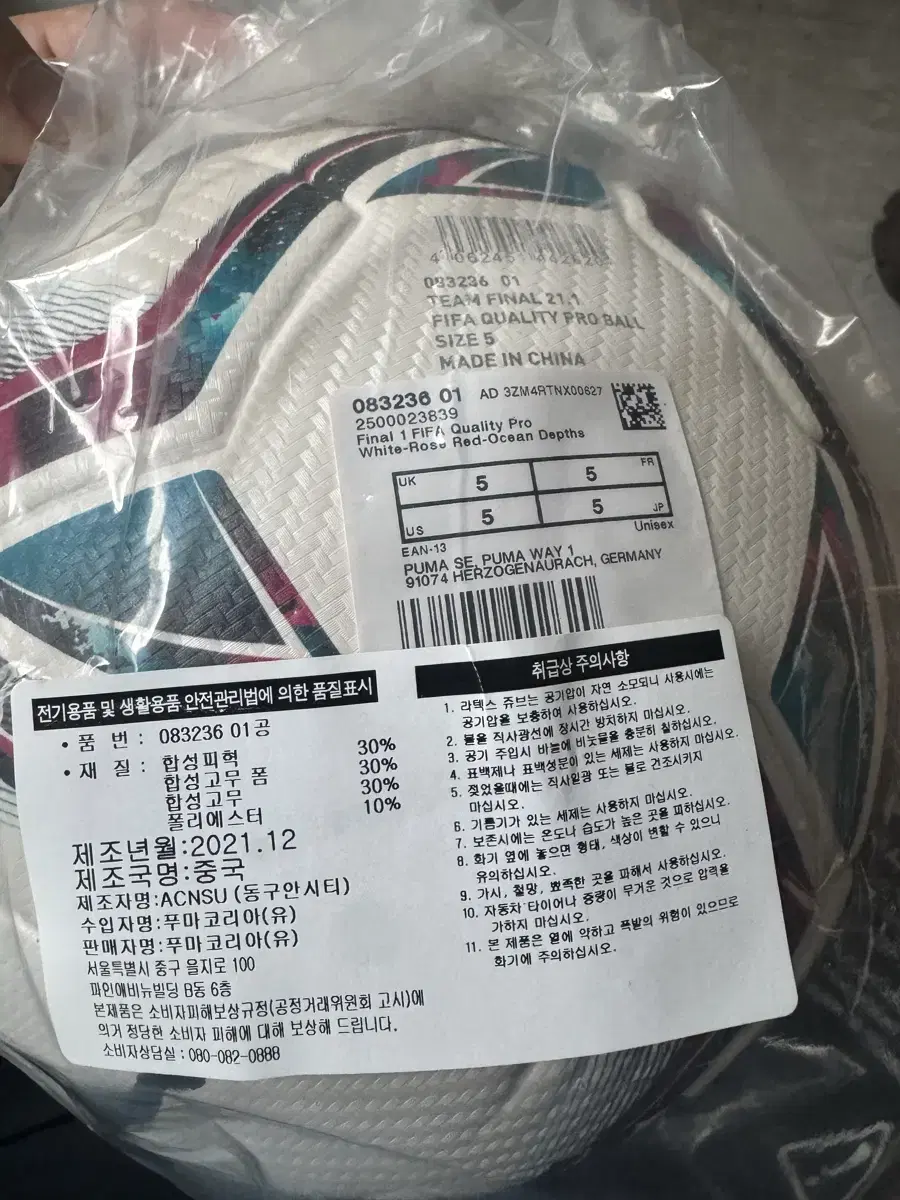 083236 01
TEAM FINAL 21.1
FIFA QUALITY PRO BALL
SIZE 5
MADE IN CHINA
083236 01 AD 3ZM4RTNX00627
2500023839
Final 1 FIFA Quality Pro
White-Rose Red-Ocean Depths
UK 5 5 FR
US 5 5 JP
EAN-13 Unisex
PUMA SE, PUMA WAY 1
91074 HERZOGENAURACH, GERMANY
전기용품 및 생활용품 안전관리법에 의한 품질표시
• 품 번 : 083236 01공
• 재 질 : 합성피혁 30%
합성고무 폼 30%
합성고무 30%
폴리에스터 10%
제조년월:2021.12
제조국명:중국
제조자명:ACNSU (동구안시티)
수입자명:푸마코리아(유)
판매자명:푸마코리아(유)
서울특별시 중구 을지로 100
파인애비뉴빌딩 B동 6층
본제품은 소비자피해보상규정(공정거래위원회 고시)에
의거 정당한 소비자 피해에 대해 보상해 드립니다.
소비자상담실 : 080-082-0888
취급상 주의사항
1. 라텍스 쥬브는 공기압이 자연 소모되니 사용시에는
공기압을 보충하여 사용하십시오.
2. 볼을 직사광선에 장시간 방치하지 마십시오.
3. 공기 주입시 바늘에 비눗물을 충분히 칠하십시오.
4. 표백제나 표백성분이 있는 세제는 사용하지 마십시오.
5. 젖었을때에는 직사일광 또는 불로 건조시키지
마십시오.
6. 기름기가 있는 세제는 사용하지 마십시오.
7. 보존시에는 온도나 습도가 높은 곳을 피하십시오.
8. 화기 옆에 놓으면 형태, 색상이 변할 수 있으니
유의하십시오.
9. 가시, 철망, 뾰족한 곳을 피해서 사용하십시오.
10. 자동차 타이어나 중량이 무거운 것으로 압력을
가하지 마십시오.
11. 본 제품은 열에 약하고 폭발의 위험이 있으므로
화기에 주의하십시오.